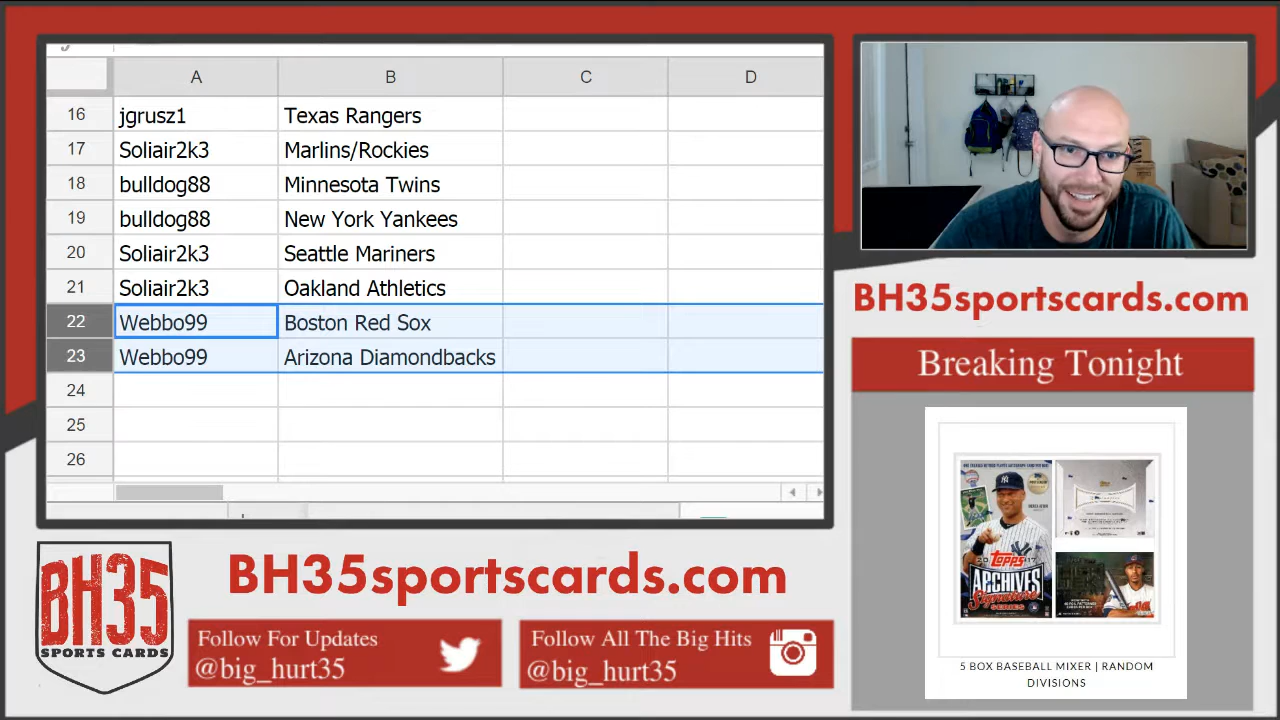 A B C D
16 jgrusz1 Texas Rangers
17 Soliair2k3 Marlins/Rockies
18 bulldog88 Minnesota Twins
19 bulldog88 New York Yankees
20 Soliair2k3 Seattle Mariners
21 Soliair2k3 Oakland Athletics
22 Webbo99 Boston Red Sox
23 Webbo99 Arizona Diamondbacks
24
25
26
BH35sportscards.com
Breaking Tonight
topps
ARCHIVES
Signature
SERIES
5 BOX BASEBALL MIXER | RANDOM
DIVISIONS
BH35
SPORTS CARDS
BH35sportscards.com
Follow For Updates
@big_hurt35
Follow All The Big Hits
@big_hurt35